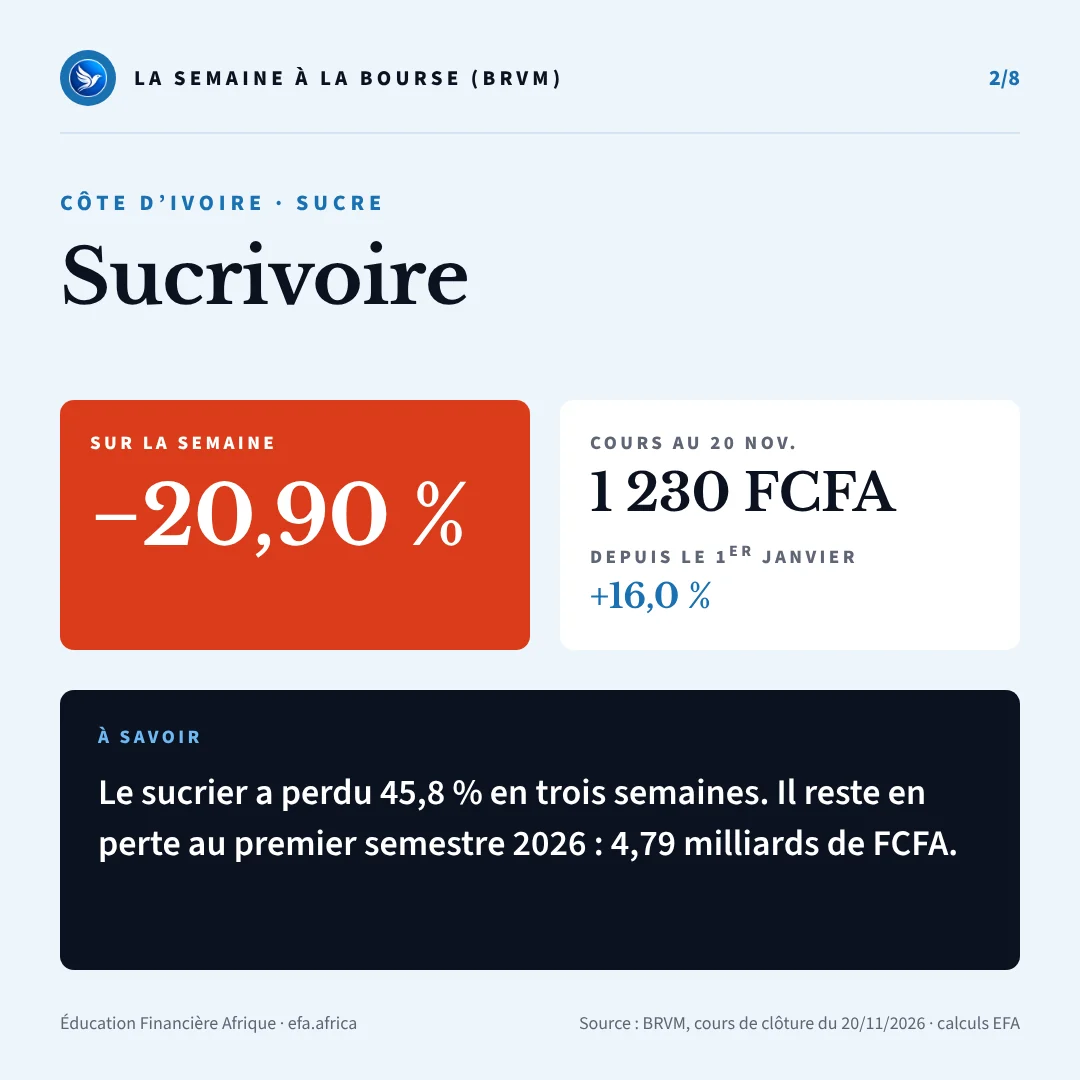 LA SEMAINE À LA BOURSE (BRVM)
2/8
CÔTE D’IVOIRE · SUCRE
Sucrivoire
SUR LA SEMAINE
−20,90 %
COURS AU 20 NOV.
1 230 FCFA
DEPUIS LE 1ER JANVIER
+16,0 %
À SAVOIR
Le sucrier a perdu 45,8 % en trois semaines. Il reste en
perte au premier semestre 2026 : 4,79 milliards de FCFA.
Éducation Financière Afrique · efa.africa
Source : BRVM, cours de clôture du 20/11/2026 · calculs EFA